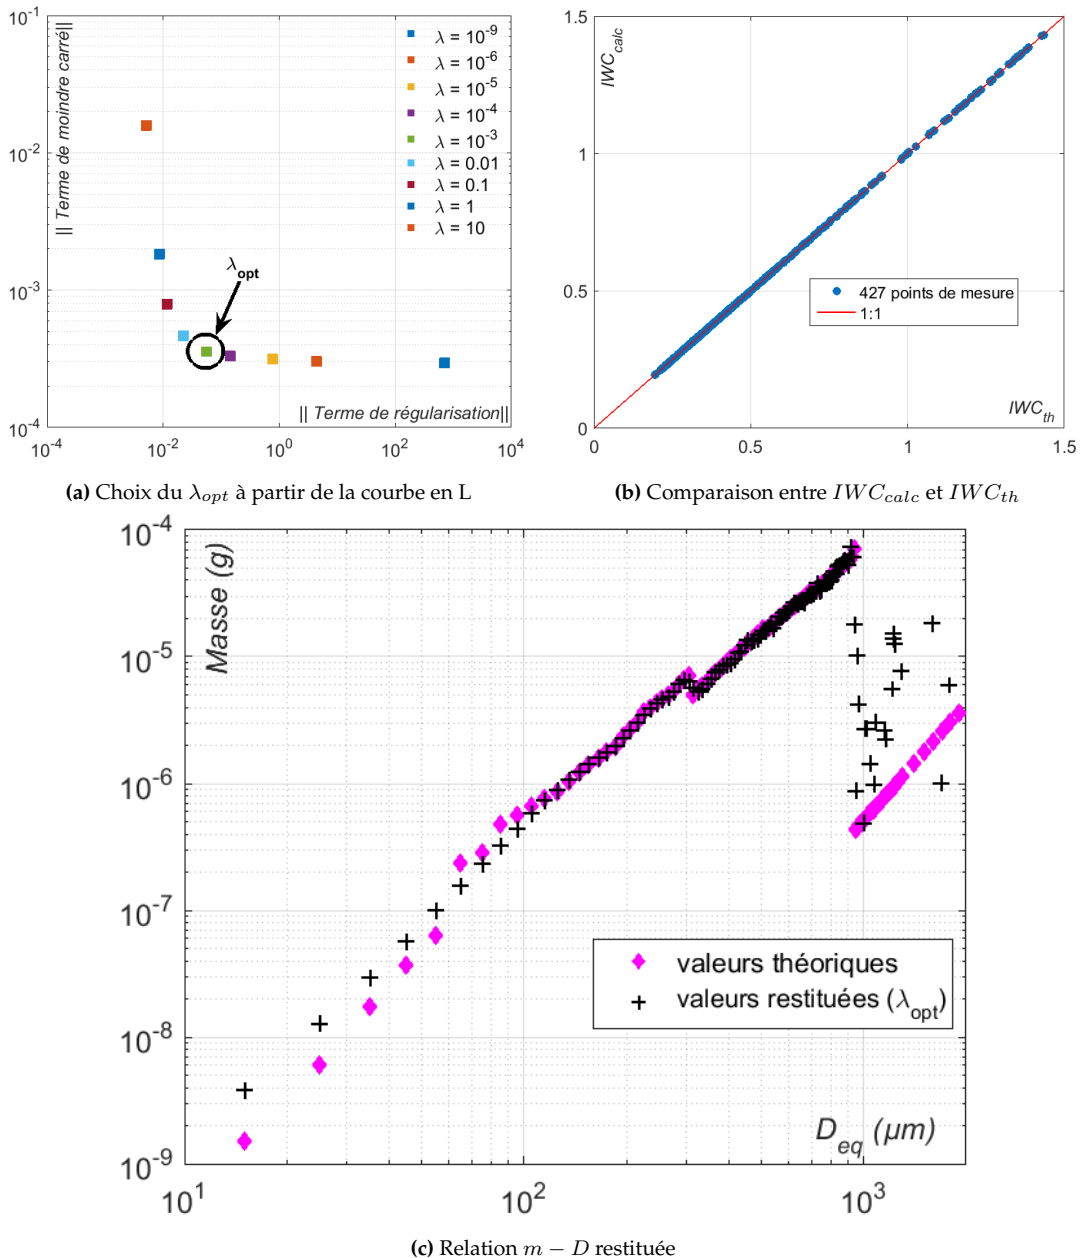 10^-1
10^-2
10^-3
10^-4
|| Terme de moindre carré||
λ = 10^-9
λ = 10^-6
λ = 10^-5
λ = 10^-4
λ = 10^-3
λ = 0.01
λ = 0.1
λ = 1
λ = 10
λ_opt
|| Terme de régularisation||
10^-4 10^-2 10^0 10^2 10^4
(a) Choix du λ_opt à partir de la courbe en L
1.5
1
0.5
0
IWC_calc
427 points de mesure
1:1
IWC_th
0 0.5 1 1.5
(b) Comparaison entre IWC_calc et IWC_th
10^-4
10^-5
10^-6
10^-7
10^-8
10^-9
Masse (g)
valeurs théoriques
valeurs restituées (λ_opt)
D_eq (µm)
10^1 10^2 10^3
(c) Relation m − D restituée